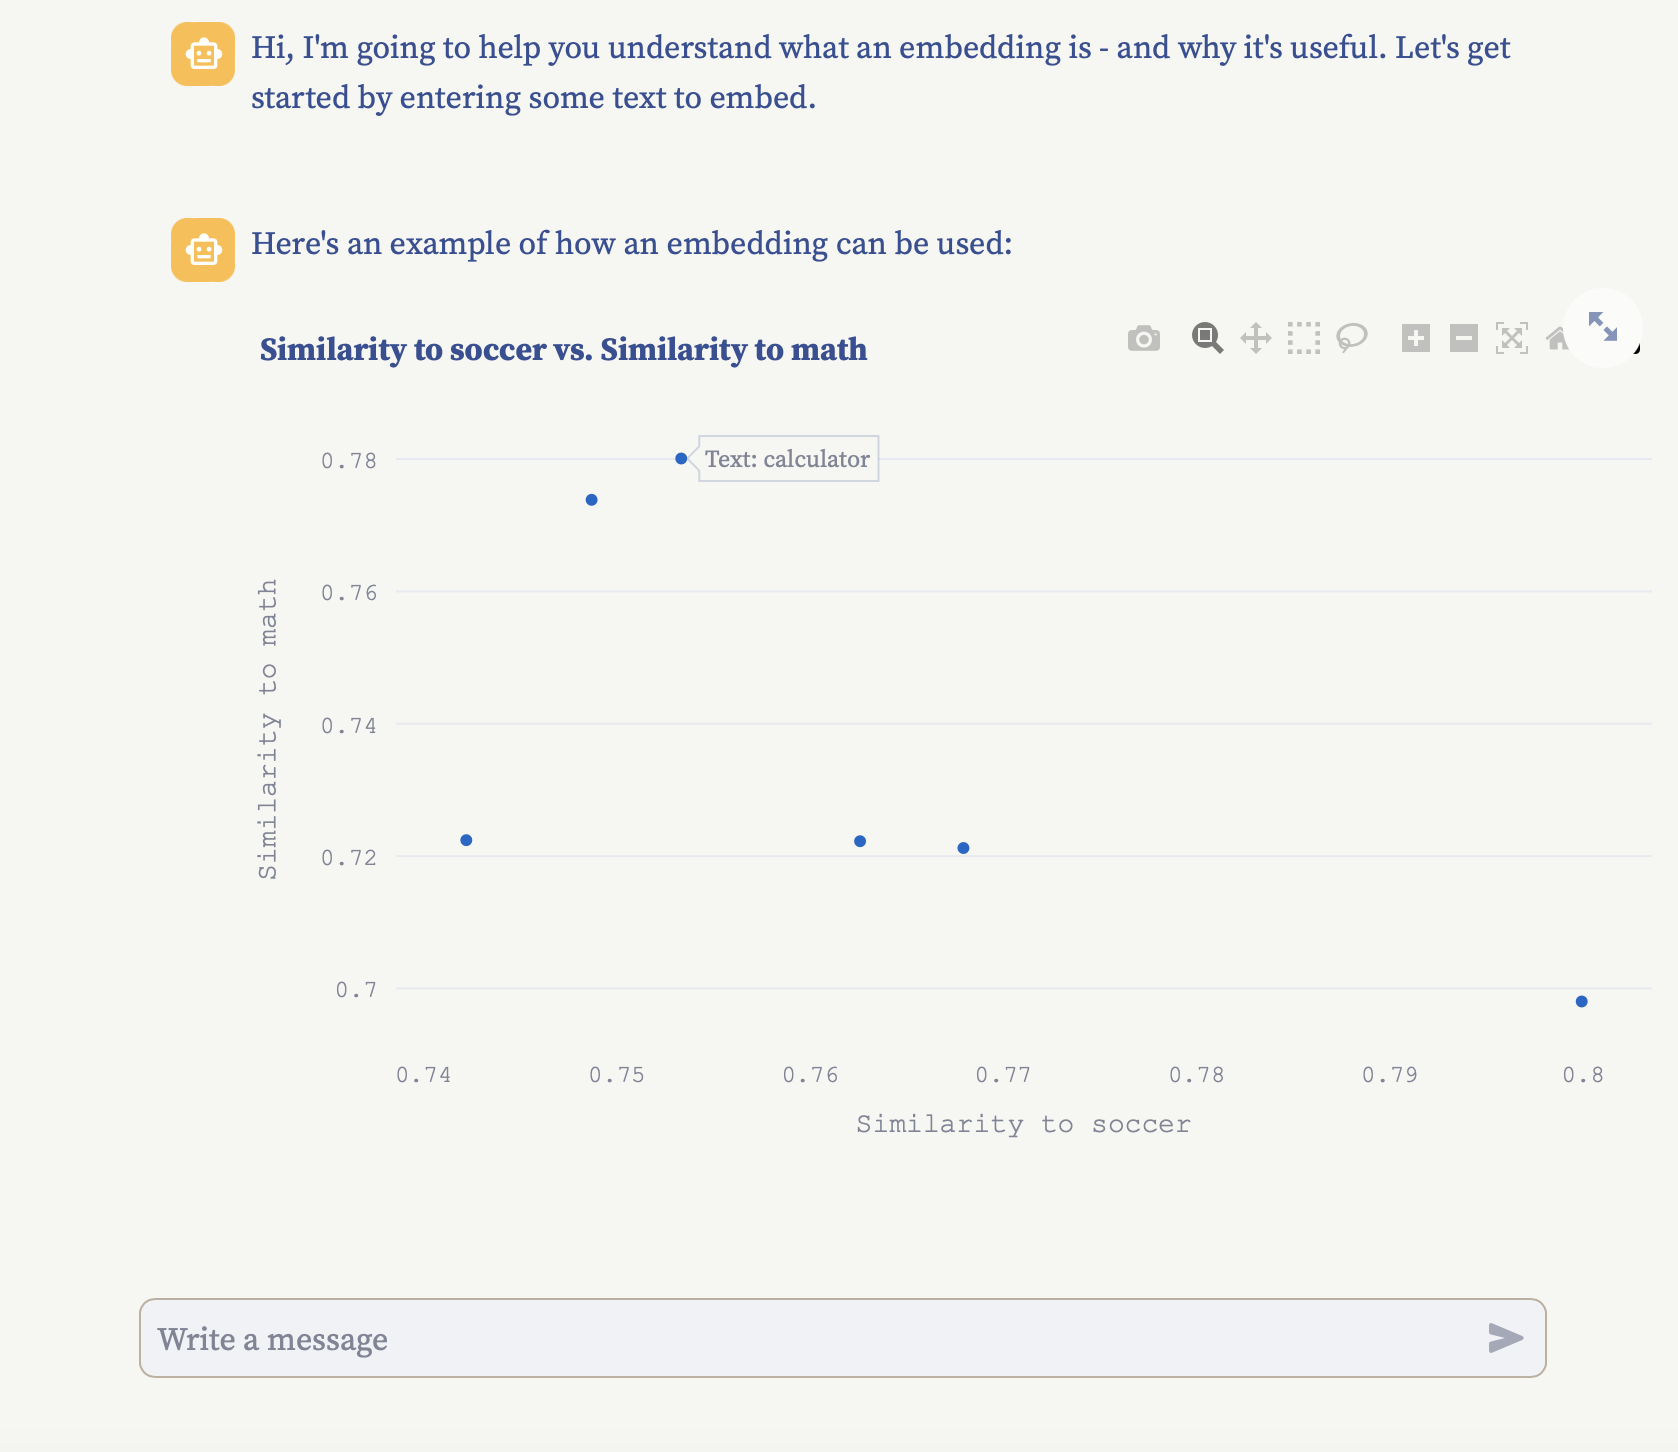 Hi, I'm going to help you understand what an embedding is - and why it's useful. Let's get
started by entering some text to embed.
Here's an example of how an embedding can be used:
Similarity to soccer vs. Similarity to math
Text: calculator
0.78
0.76
0.74
0.72
0.7
Similarity to math
0.74
0.75
0.76
0.77
0.78
0.79
0.8
Similarity to soccer
Write a message